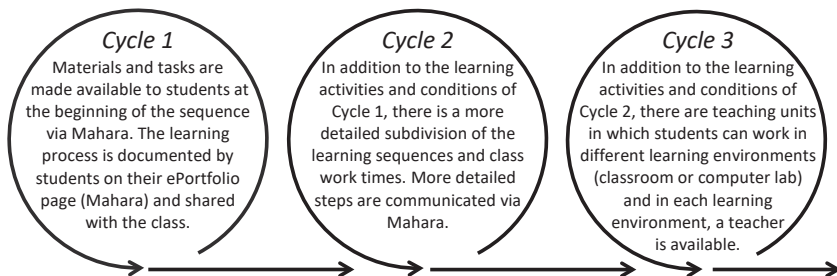 Cycle 1
Materials and tasks are
made available to students at
the beginning of the sequence
via Mahara. The learning
process is documented by
students on their ePortfolio
page (Mahara) and shared
with the class.
Cycle 2
In addition to the learning
activities and conditions of
Cycle 1, there is a more
detailed subdivision of the
learning sequences and class
work times. More detailed
steps are communicated via
Mahara.
Cycle 3
In addition to the learning
activities and conditions of
Cycle 2, there are teaching units
in which students can work in
different learning environments
(classroom or computer lab)
and in each learning
environment, a teacher
is available.